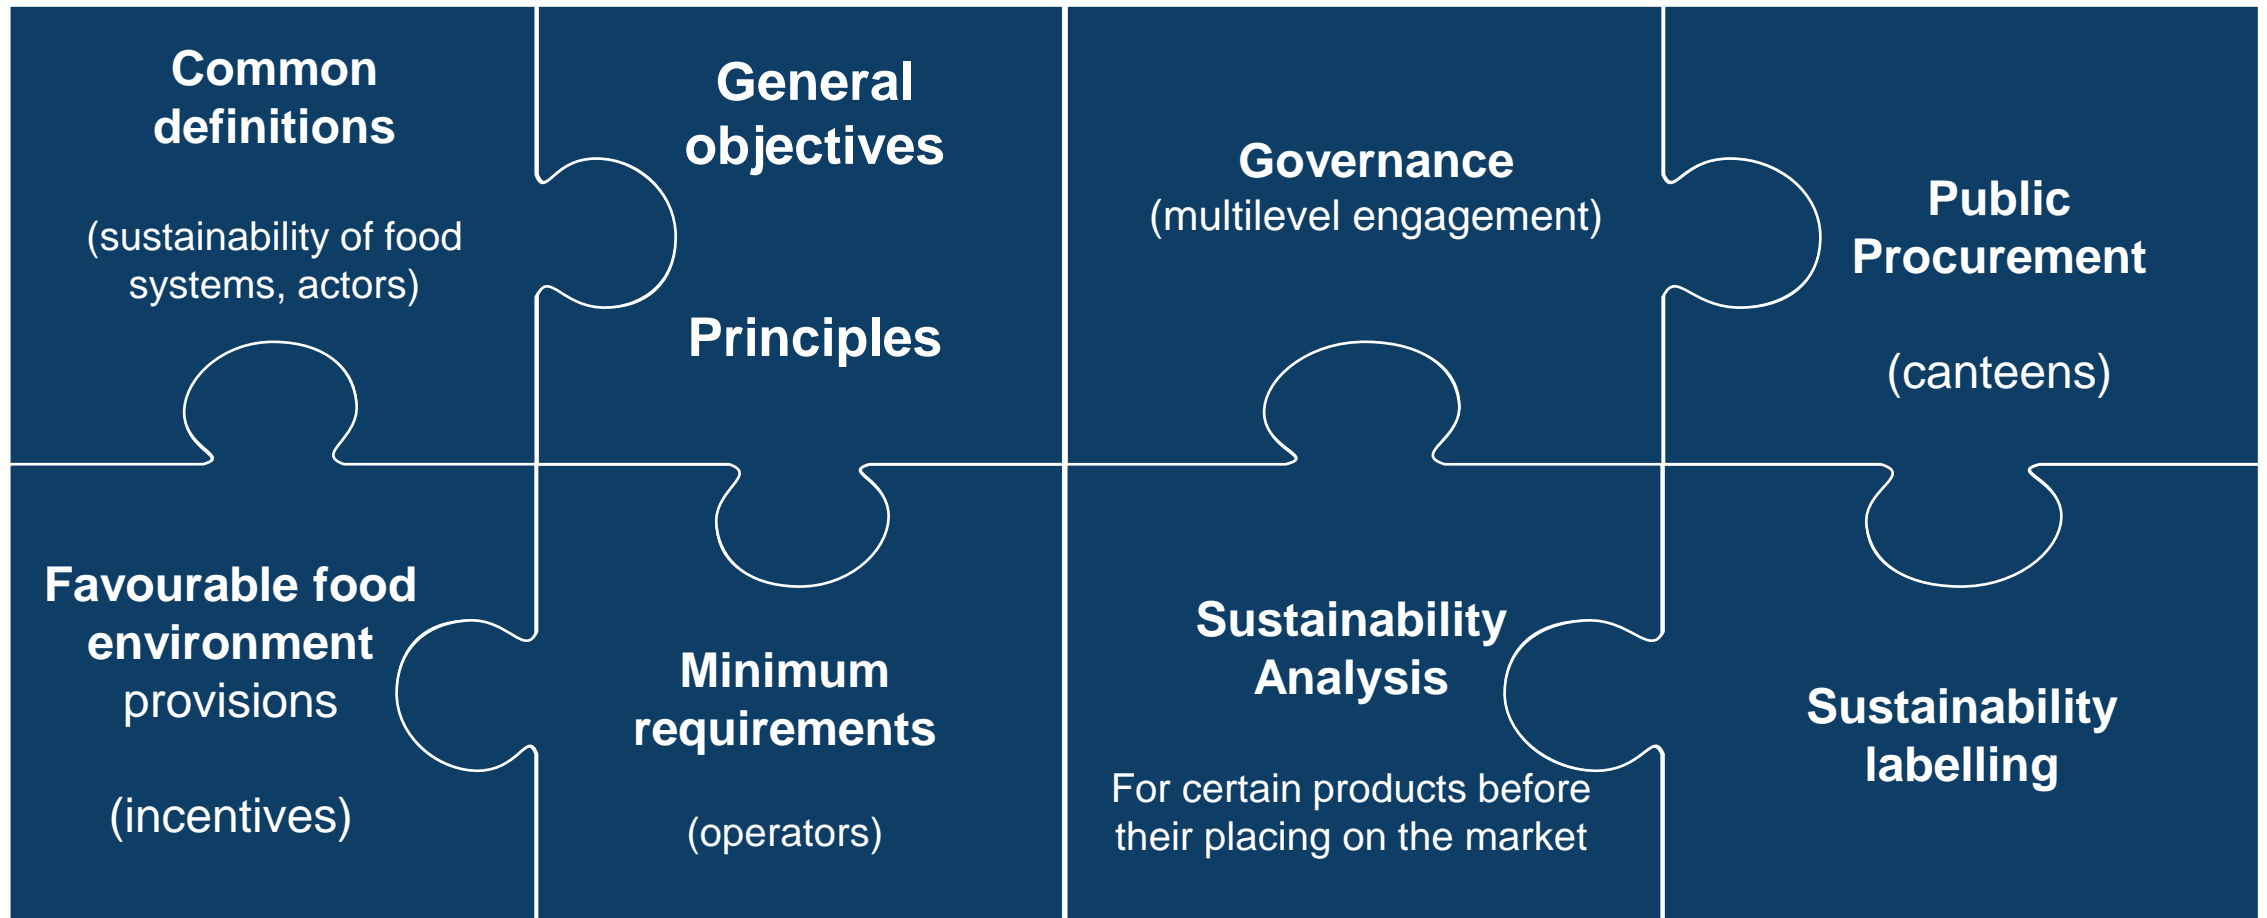 Common
definitions
(sustainability of food
systems, actors)
General
objectives
Principles
Governance
(multilevel engagement)
Public
Procurement
(canteens)
Favourable food
environment
provisions
(incentives)
Minimum
requirements
(operators)
Sustainability
Analysis
For certain products before
their placing on the market
Sustainability
labelling